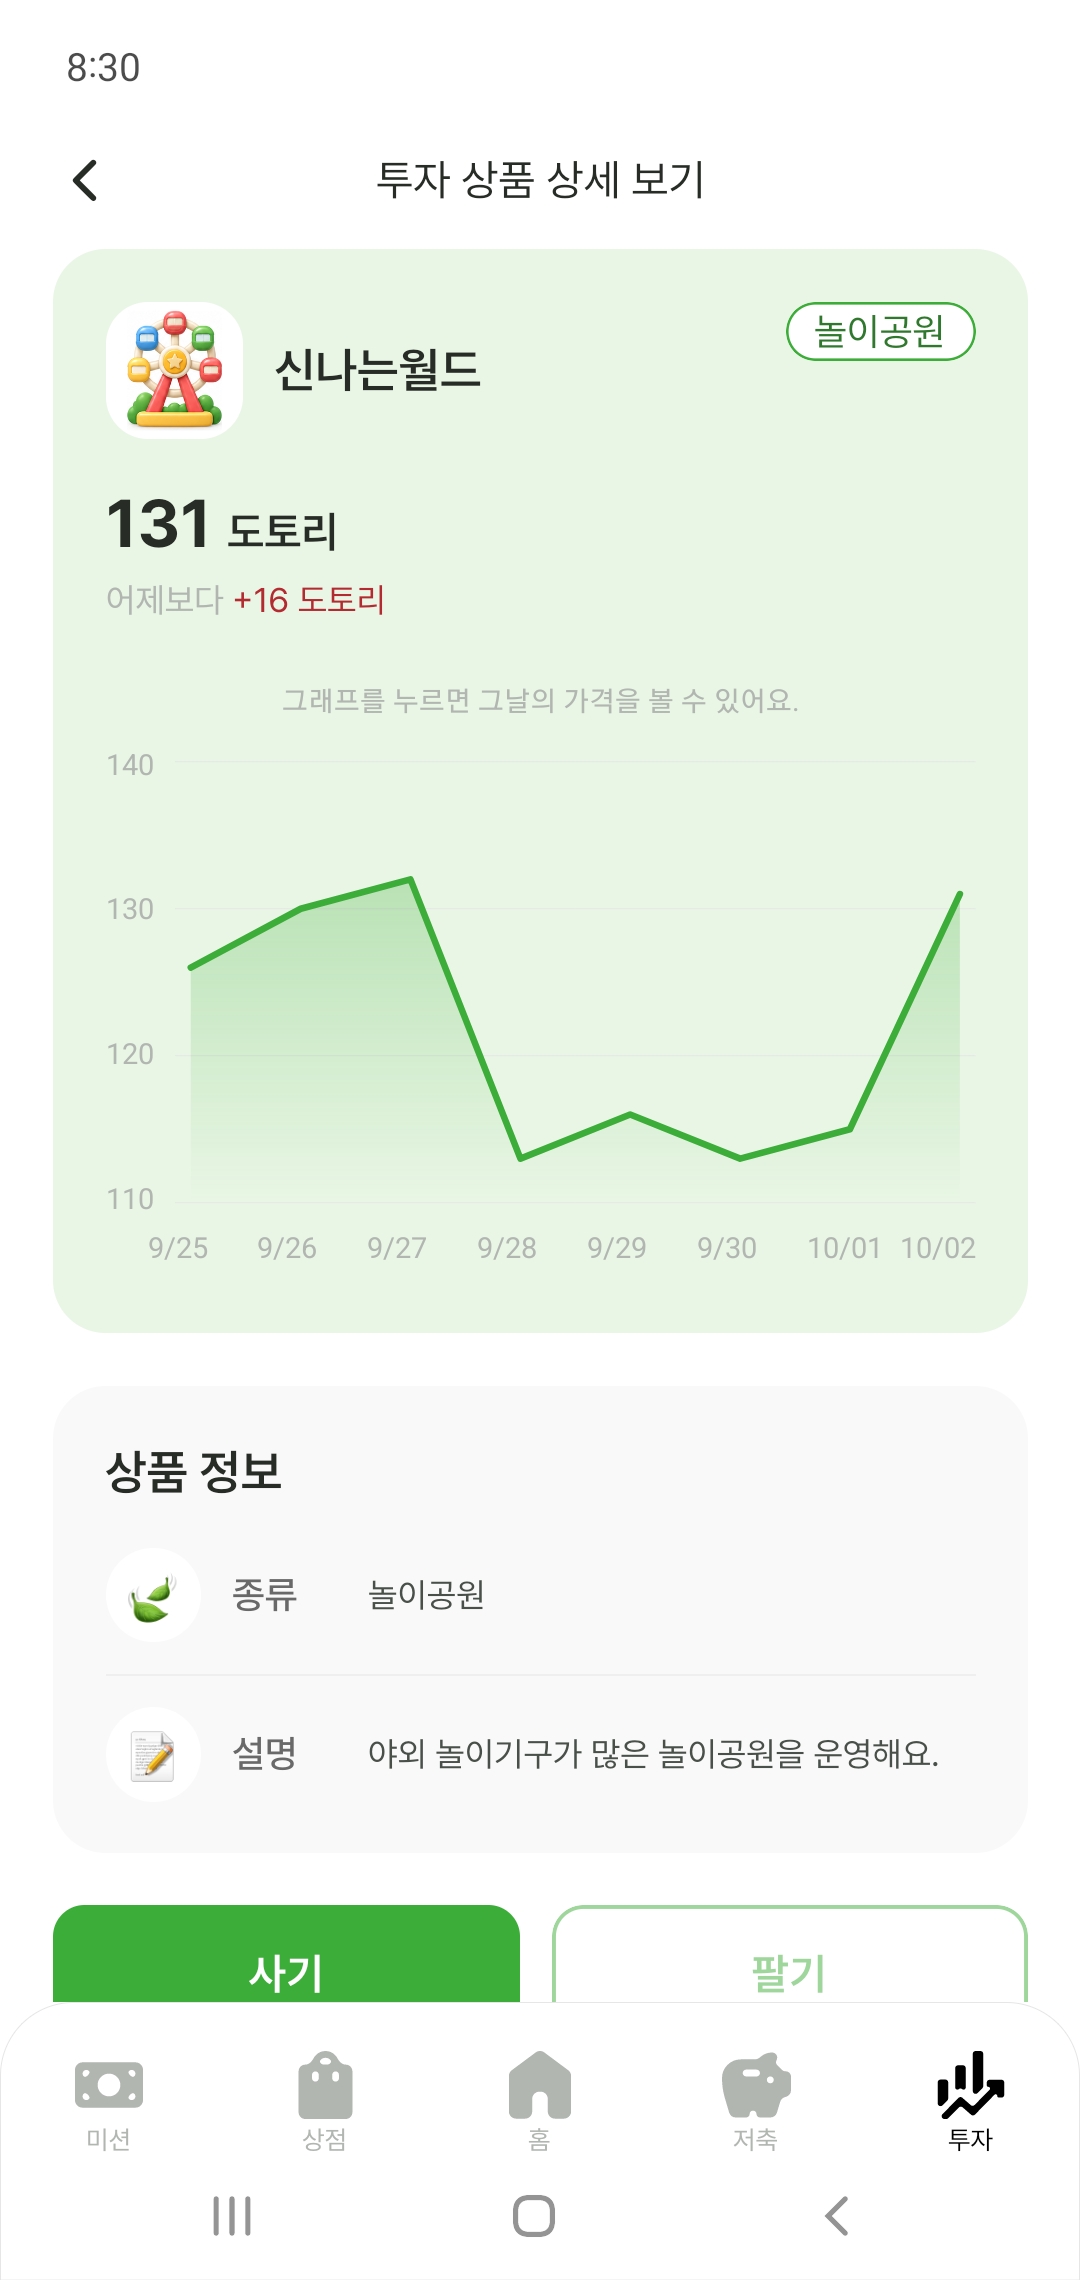 8:30
투자 상품 상세 보기
신나는월드
놀이공원
131 도토리
어제보다 +16 도토리
그래프를 누르면 그날의 가격을 볼 수 있어요.
140
130
120
110
9/25 9/26 9/27 9/28 9/29 9/30 10/01 10/02
상품 정보
종류 놀이공원
설명 야외 놀이기구가 많은 놀이공원을 운영해요.
사기 팔기
미션 상점 홈 저축 투자